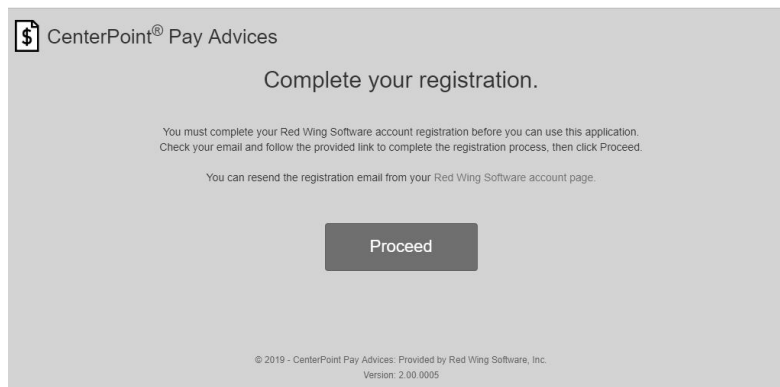 $ CenterPoint® Pay Advices
Complete your registration.
You must complete your Red Wing Software account registration before you can use this application.
Check your email and follow the provided link to complete the registration process, then click Proceed.
You can resend the registration email from your Red Wing Software account page.
Proceed
© 2019 - CenterPoint Pay Advices: Provided by Red Wing Software, Inc.
Version: 2.00.0005